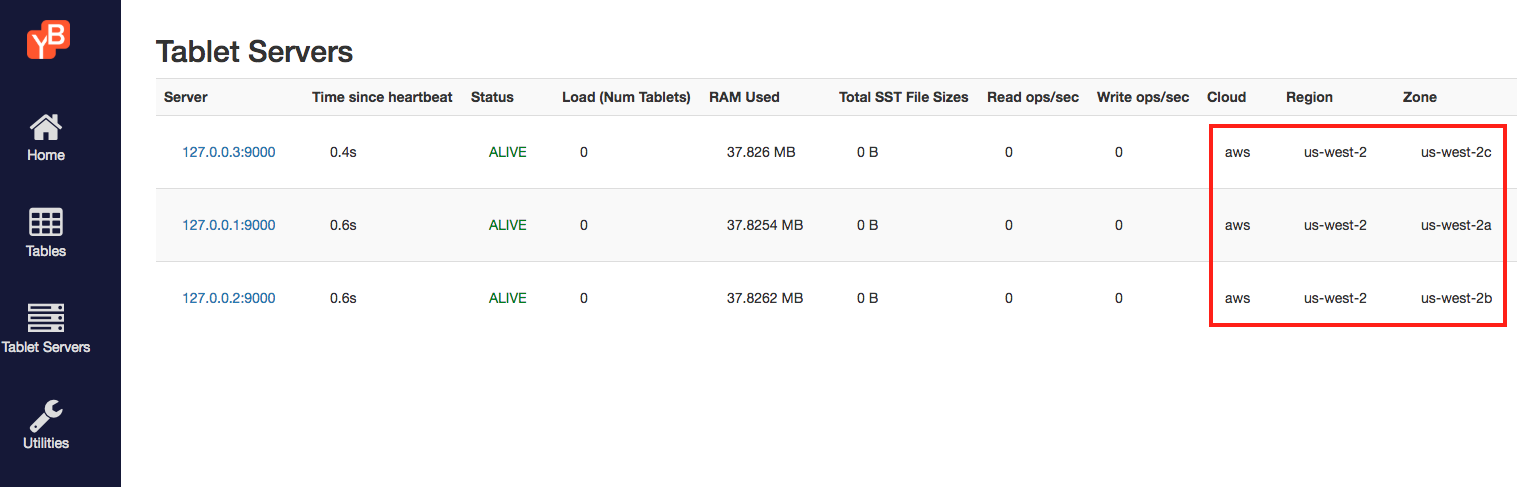 YB
Tablet Servers
Server Time since heartbeat Status Load (Num Tablets) RAM Used Total SST File Sizes Read ops/sec Write ops/sec Cloud Region Zone
127.0.0.3:9000 0.4s ALIVE 0 37.826 MB 0 B 0 0 aws us-west-2 us-west-2c
127.0.0.1:9000 0.6s ALIVE 0 37.8254 MB 0 B 0 0 aws us-west-2 us-west-2a
127.0.0.2:9000 0.6s ALIVE 0 37.8262 MB 0 B 0 0 aws us-west-2 us-west-2b
Home
Tables
Tablet Servers
Utilities